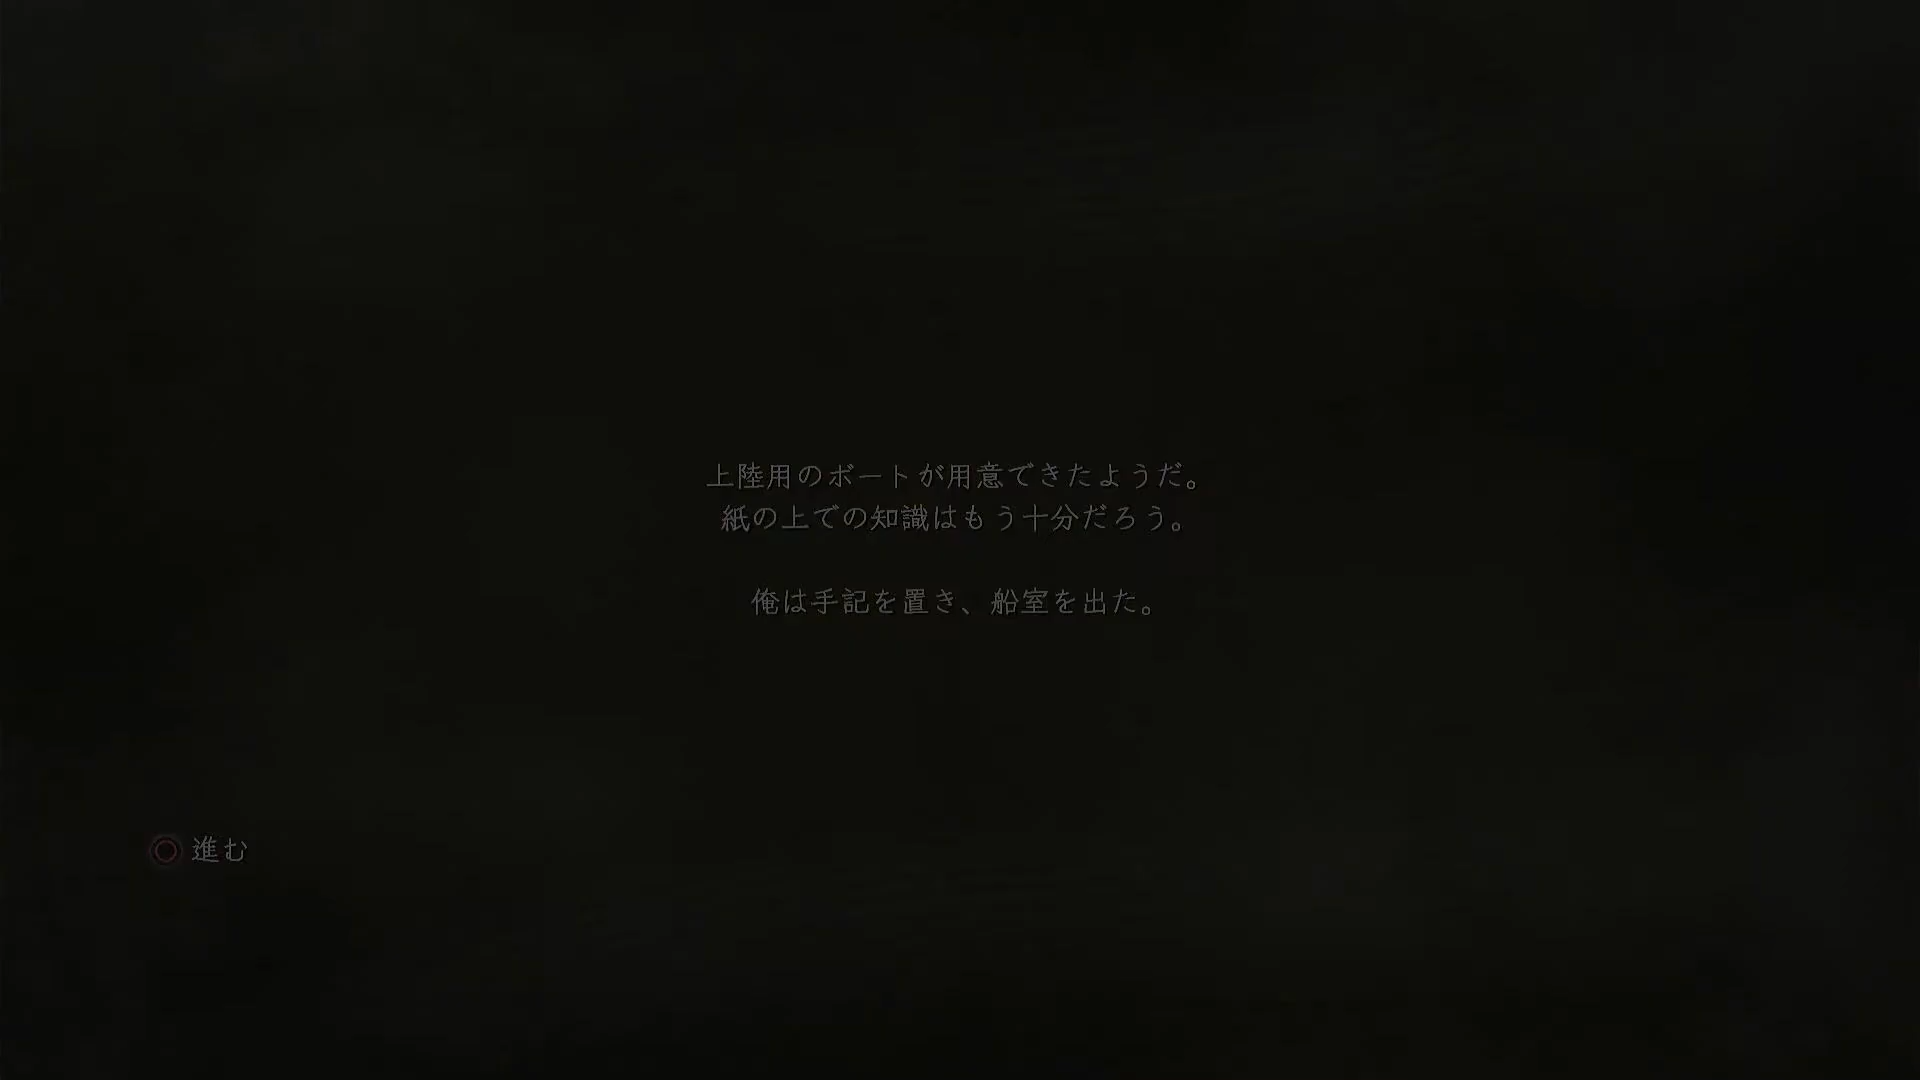 上陸用のボートが用意できたようだ。
紙の上での知識はもう十分だろう。
俺は手記を置き、船室を出た。
進む